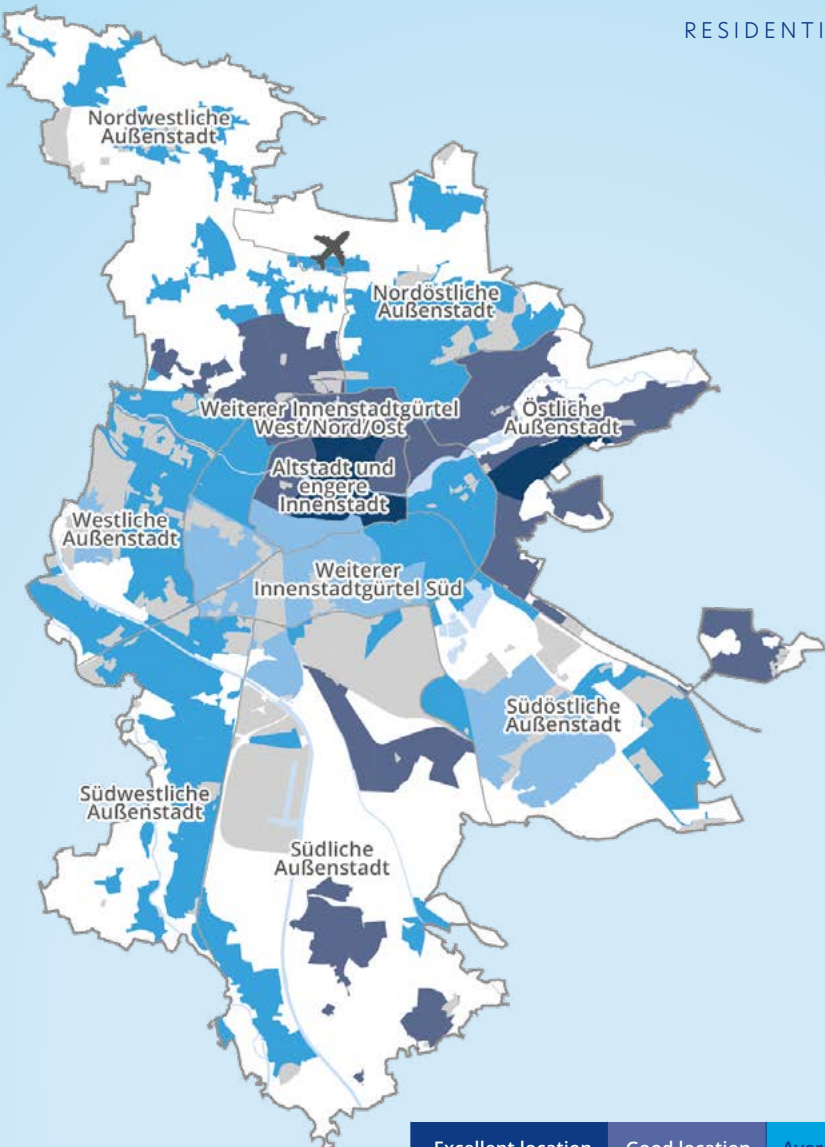 RESIDENTI
Nordwestliche
Außenstadt
Nordöstliche
Außenstadt
Weiterer Innenstadtgürtel
West/Nord/Ost
Östliche
Außenstadt
Altstadt und
engere
Innenstadt
Westliche
Außenstadt
Weiterer
Innenstadtgürtel Süd
Südöstliche
Außenstadt
Südwestliche
Außenstadt
Südliche
Außenstadt
Excellent location Good location